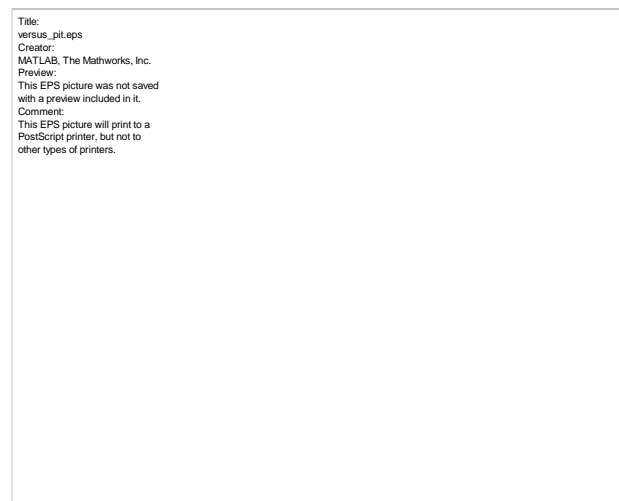 Title:
versus_pit.eps
Creator:
MATLAB, The Mathworks, Inc.
Preview:
This EPS picture was not saved
with a preview included in it.
Comment:
This EPS picture will print to a
PostScript printer, but not to
other types of printers.